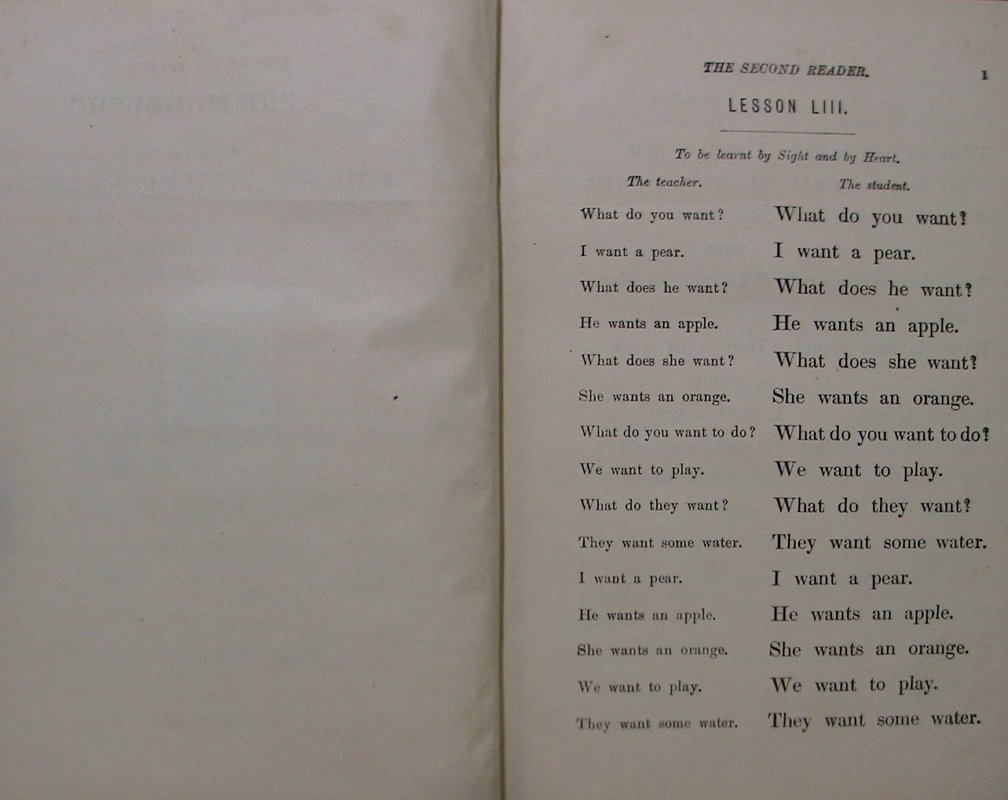 THE SECOND READER. 1
LESSON LIII.
To be learnt by Sight and by Heart.
The teacher. The student.
What do you want? What do you want?
I want a pear. I want a pear.
What does he want? What does he want?
He wants an apple. He wants an apple.
What does she want? What does she want?
She wants an orange. She wants an orange.
What do you want to do? What do you want to do?
We want to play. We want to play.
What do they want? What do they want?
They want some water. They want some water.
I want a pear. I want a pear.
He wants an apple. He wants an apple.
She wants an orange. She wants an orange.
We want to play. We want to play.
They want some water. They want some water.